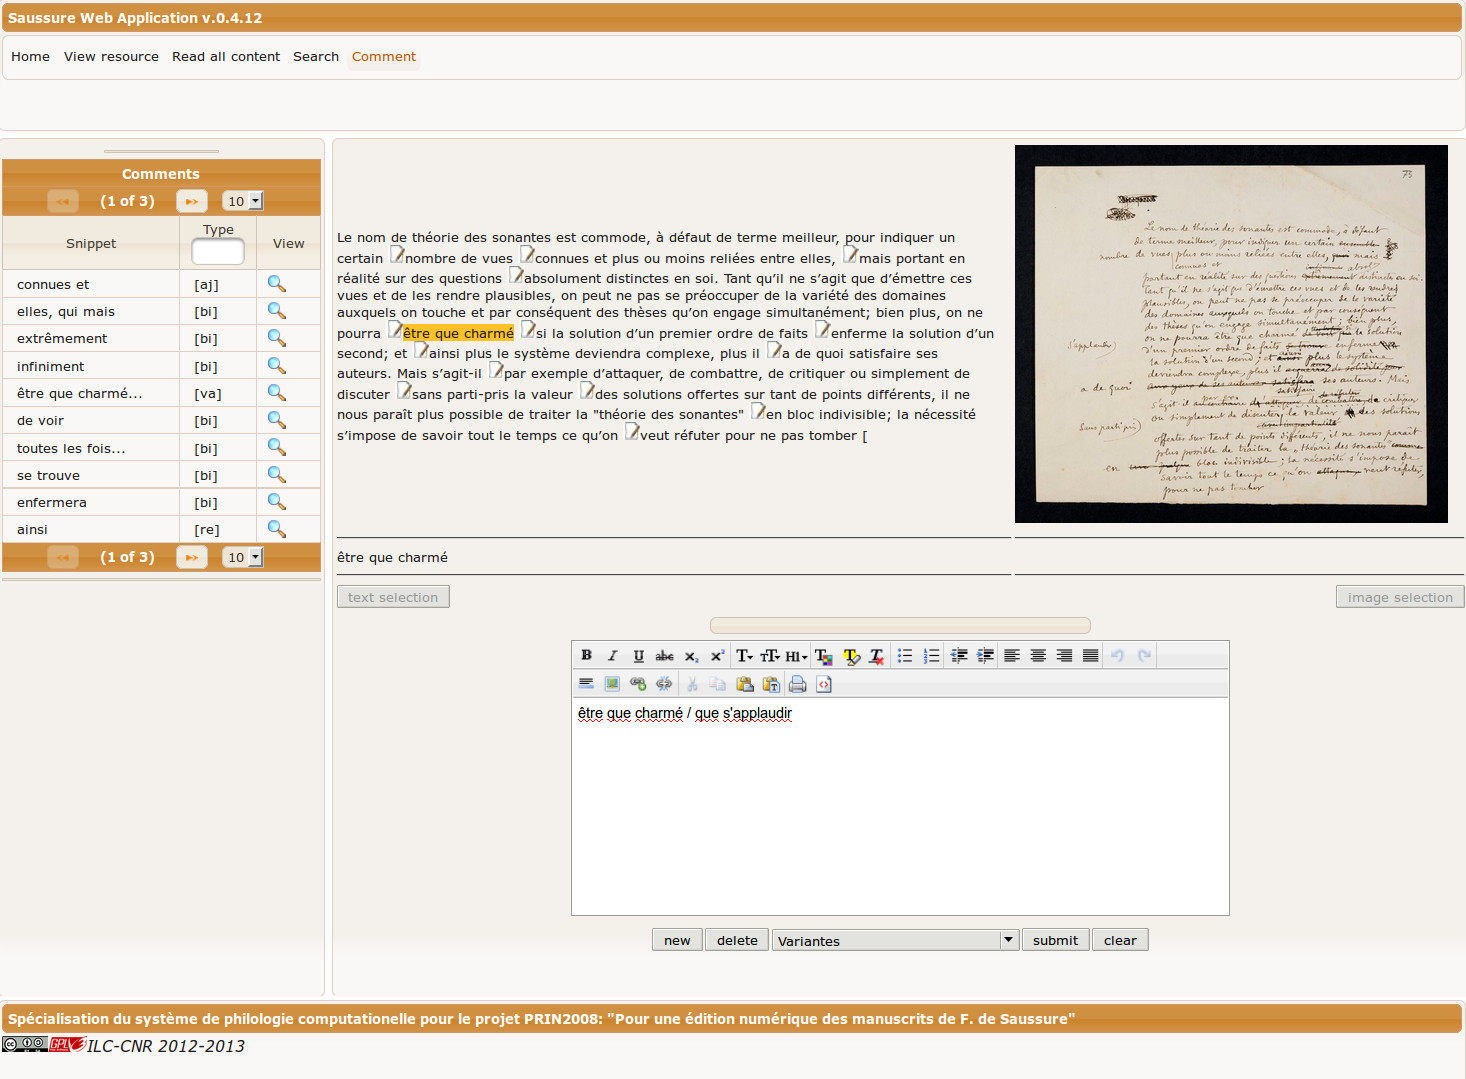 Saussure Web Application v.0.4.12
Home View resource Read all content Search Comment
Comments
(1 of 3) 10
Snippet Type View
connues et [aj]
elles, qui mais [bi]
extrêmement [bi]
infiniment [bi]
être que charmé... [va]
de voir [bi]
toutes les fois... [bi]
se trouve [bi]
enfermera [bi]
ainsi [re]
(1 of 3) 10
Le nom de théorie des sonantes est commode, à défaut de terme meilleur, pour indiquer un
certain nombre de vues connues et plus ou moins reliées entre elles, mais portant en
réalité sur des questions absolument distinctes en soi. Tant qu’il ne s’agit que d’émettre ces
vues et de les rendre plausibles, on peut ne pas se préoccuper de la variété des domaines
auxquels on touche et par conséquent des thèses qu’on engage simultanément; bien plus, on ne
pourra être que charmé si la solution d’un premier ordre de faits enferme la solution d’un
second; et ainsi plus le système deviendra complexe, plus il a de quoi satisfaire ses
auteurs. Mais s’agit-il par exemple d’attaquer, de combattre, de critiquer ou simplement de
discuter sans parti-pris la valeur des solutions offertes sur tant de points différents, il ne
nous paraît plus possible de traiter la "théorie des sonantes" en bloc indivisible; la nécessité
s’impose de savoir tout le temps ce qu’on veut réfuter pour ne pas tomber [
73
Le nom de théorie des sonantes est commode, à défaut
de terme meilleur, pour indiquer un certain
nombre de vues plus ou moins reliées entre elles, mais
connues et
partant en réalité sur des questions distinctes en soi.
Tant qu'il ne s'agit que d'émettre ces vues et de les rendre
plausibles, on peut ne pas se préoccuper de la variété
des domaines auxquels on touche et par conséquent
des thèses qu'on engage simultanément; bien plus,
on ne pourra être que charmé la solution
s'applaudir
d'un premier ordre de faits enferme
la solution d'un second; et plus le système
deviendra complexe, plus il
a de quoi ses auteurs. Mais
satisfaire
s'agit il de critiquer
ou simplement de discuter la valeur des solutions
Sans parti pris
offertes sur tant de points différents, il ne nous paraît
plus possible de traiter la "théorie des sonantes"
en bloc indivisible; la nécessité s'impose de
savoir tout le temps ce qu'on veut réfuter,
pour ne pas tomber
être que charmé
text selection image selection
être que charmé / que s'applaudir
new delete Variantes submit clear
Spécialisation du système de philologie computationelle pour le projet PRIN2008: "Pour une édition numérique des manuscrits de F. de Saussure"
ILC-CNR 2012-2013